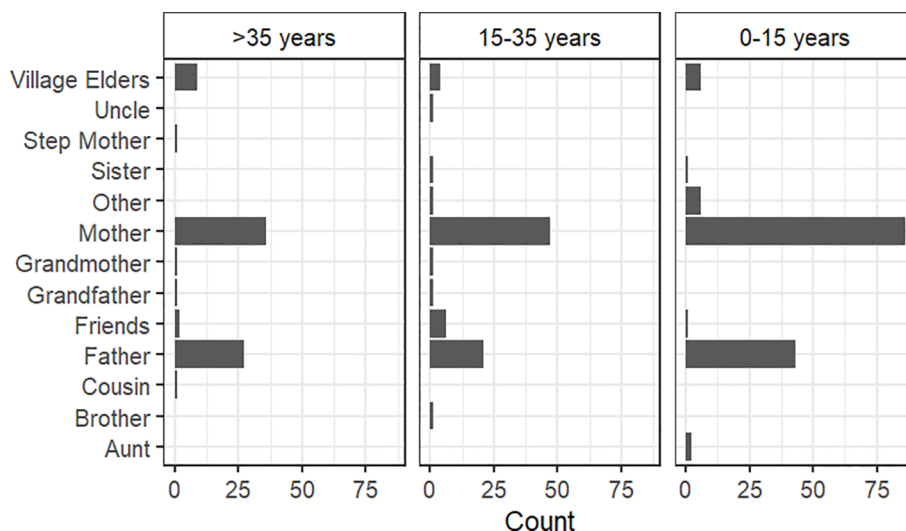 >35 years
15-35 years
0-15 years
Village Elders
Uncle
Step Mother
Sister
Other
Mother
Grandmother
Grandfather
Friends
Father
Cousin
Brother
Aunt
0 25 50 75
0 25 50 75
0 25 50 75
Count